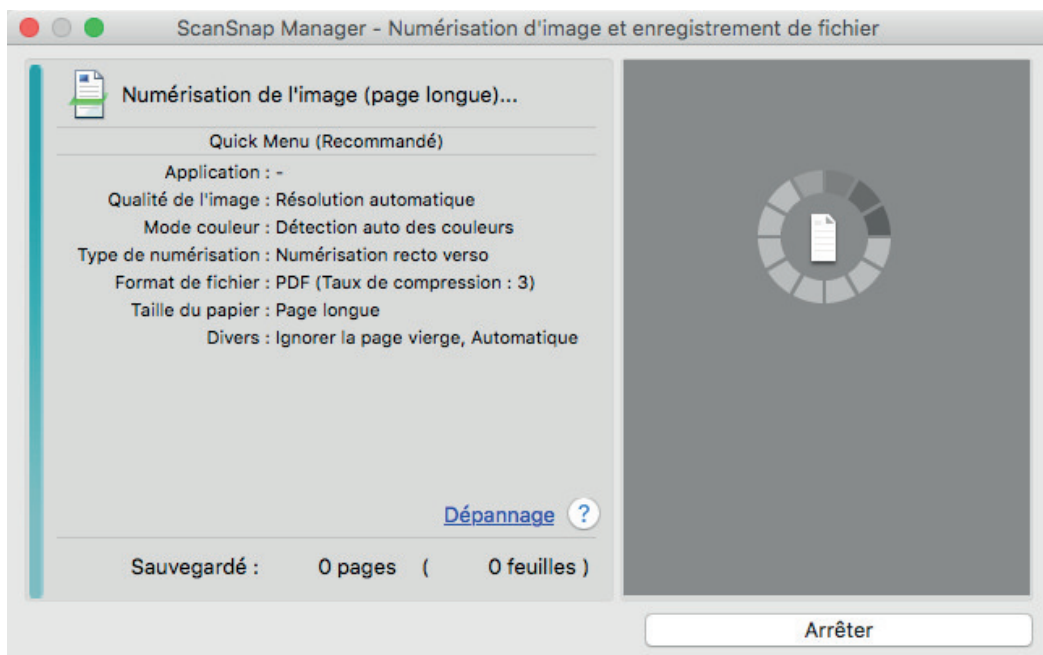 ScanSnap Manager - Numérisation d'image et enregistrement de fichier
Numérisation de l'image (page longue)...
Quick Menu (Recommandé)
Application : -
Qualité de l'image : Résolution automatique
Mode couleur : Détection auto des couleurs
Type de numérisation : Numérisation recto verso
Format de fichier : PDF (Taux de compression : 3)
Taille du papier : Page longue
Divers : Ignorer la page vierge, Automatique
Dépannage ?
Sauvegardé : 0 pages ( 0 feuilles )
Arrêter